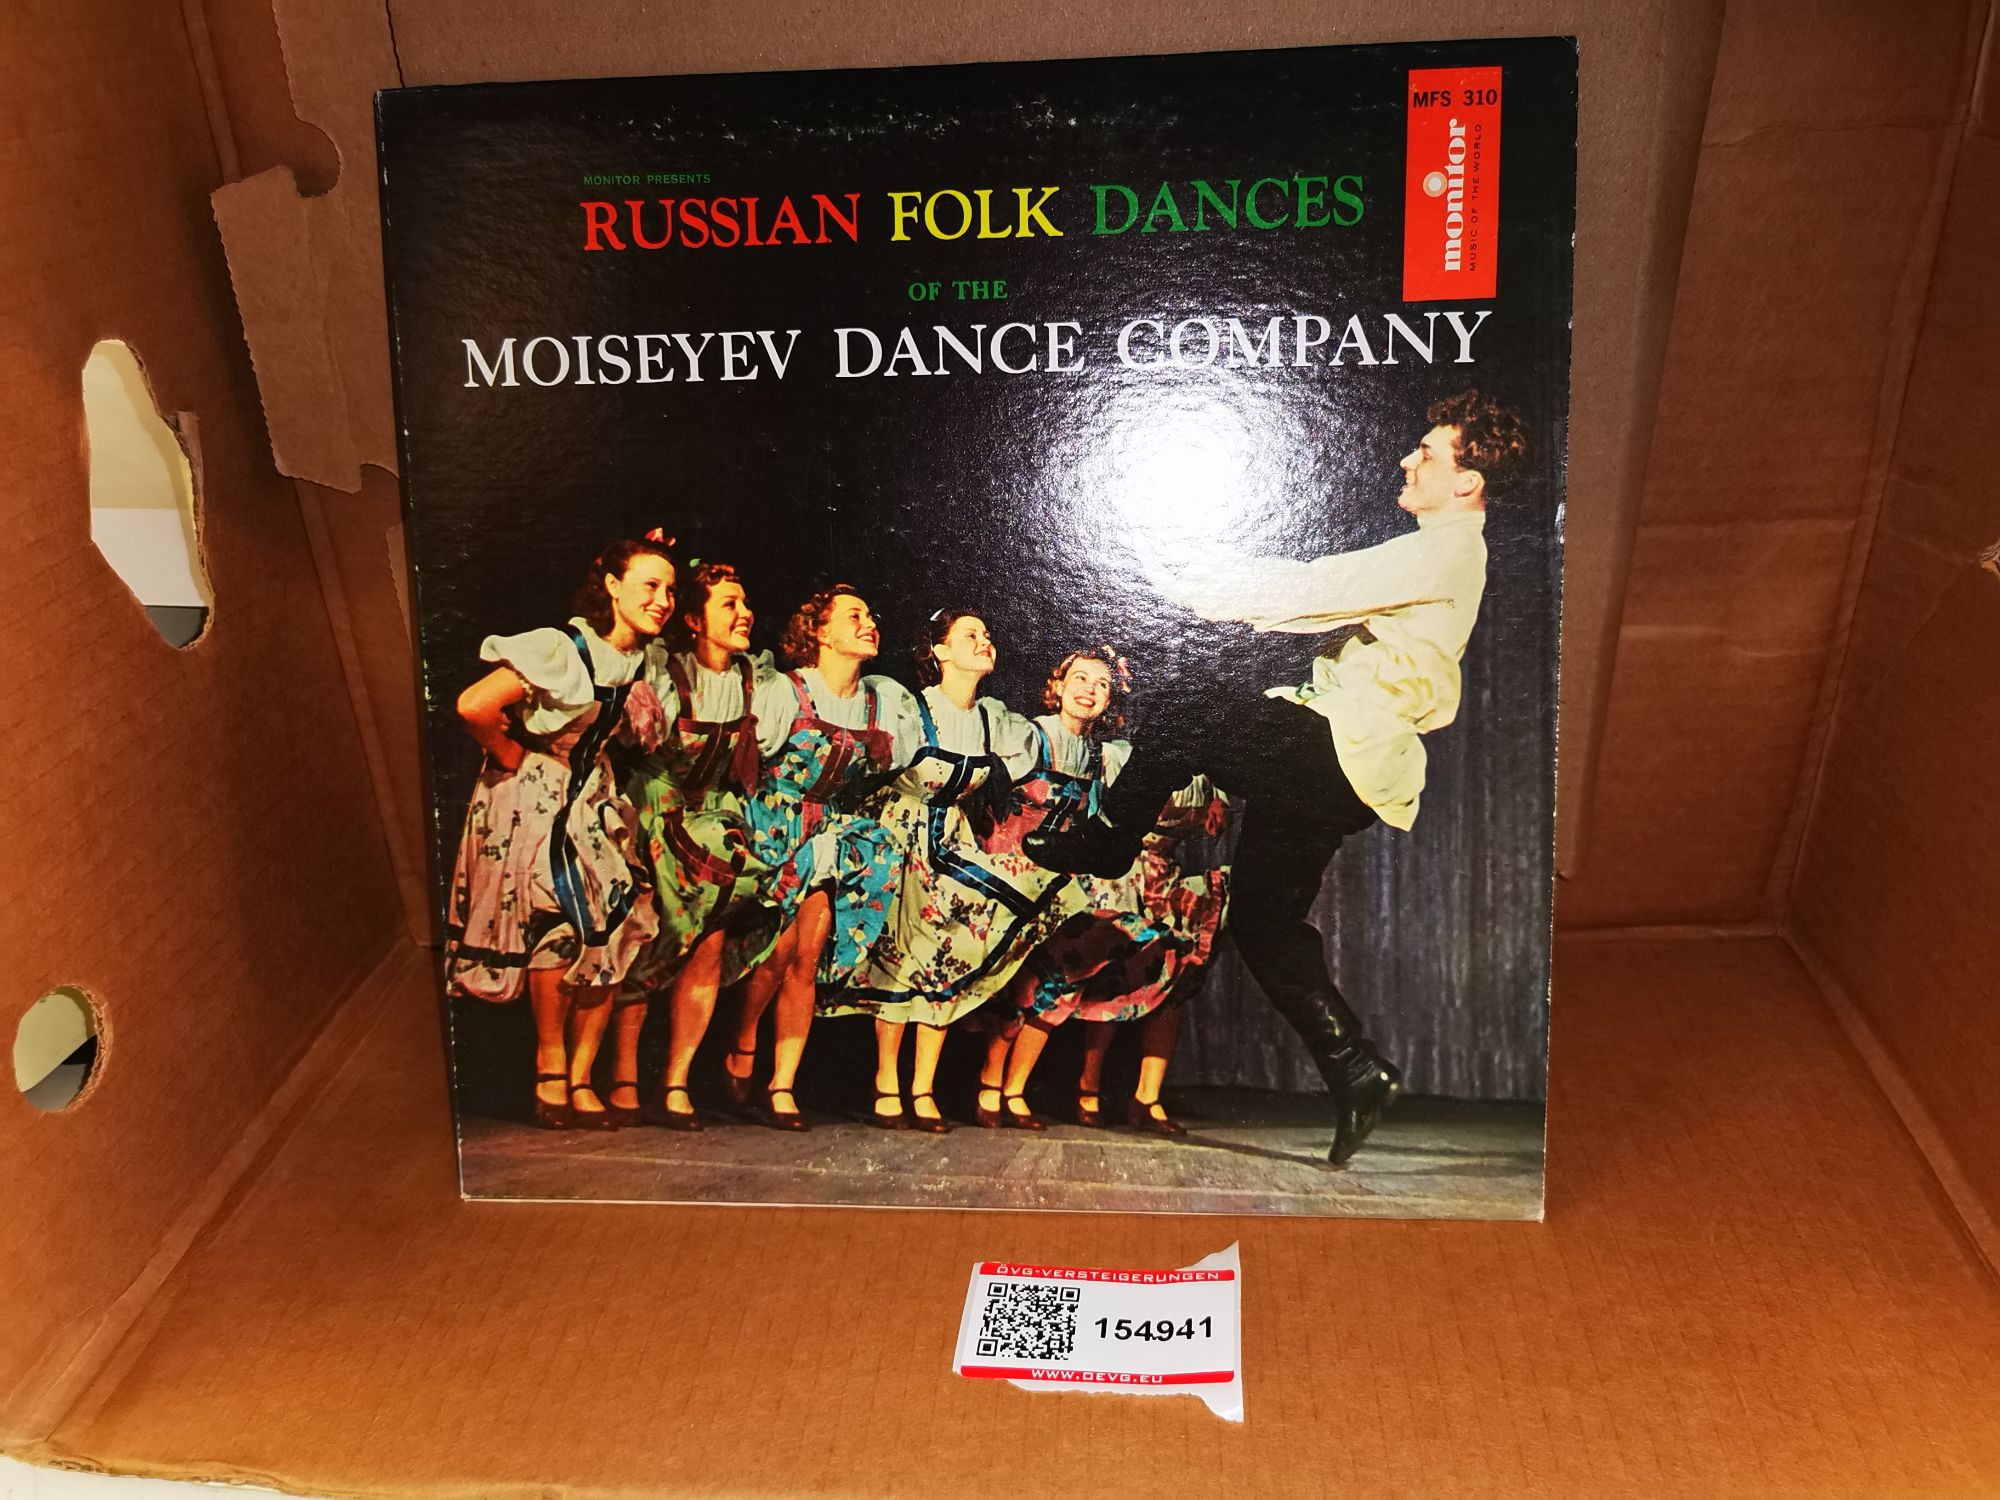 MFS 310
monitor
MUSIC OF THE WORLD
MONITOR PRESENTS
RUSSIAN FOLK DANCES
OF THE
MOISEYEV DANCE COMPANY
ÖVG-VERSTEIGERUNGEN
154941
WWW.OEVG.EU